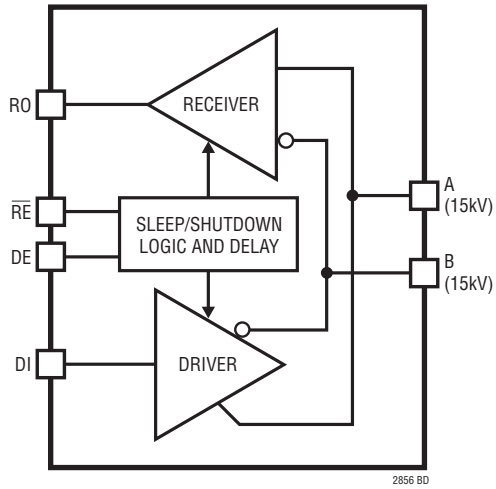 RECEIVER
RO
RE
SLEEP/SHUTDOWN
LOGIC AND DELAY
DE
A
(15kV)
B
(15kV)
DI
DRIVER
2856 BD